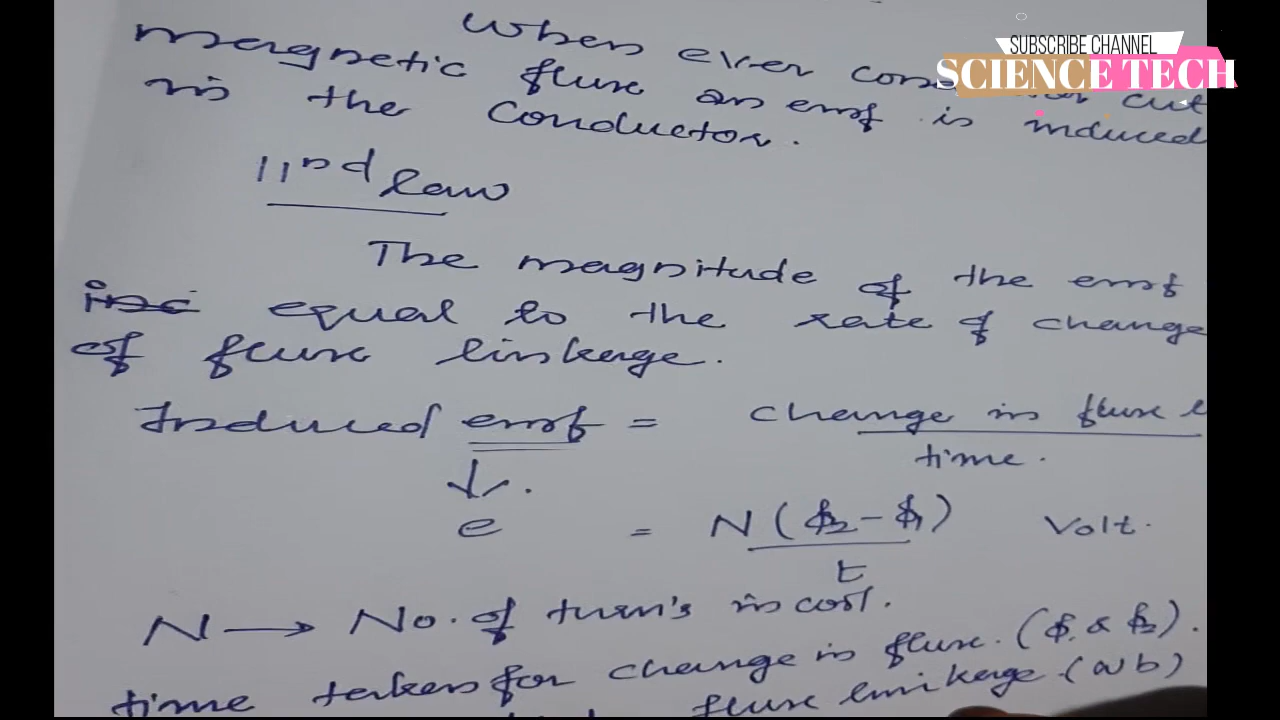 When ever con cut
magnetic flux an emf is induced
in the conductor.
IInd law
The magnitude of the emf
equal to the rate of change
of flux linkage.
Induced emf = change in flux l
time.
e = N (ϕ2 - ϕ1) Volt.
t
N → No. of turn's in coil.
time taken for change in flux. (ϕ1 & ϕ2).
flux linkage. (wb)
SUBSCRIBE CHANNEL
SCIENCE TECH